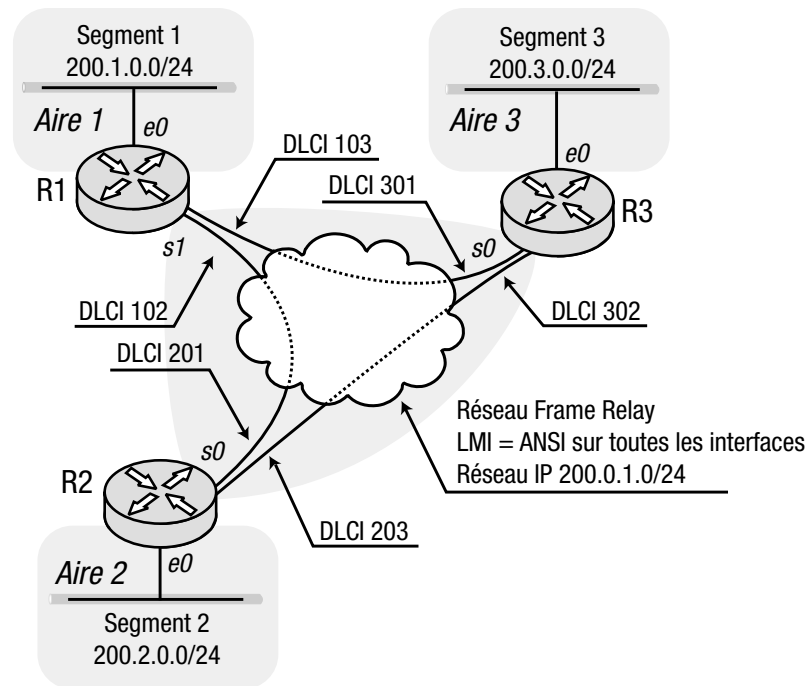 Segment 1
200.1.0.0/24
Aire 1
e0
R1
s1
Segment 3
200.3.0.0/24
Aire 3
e0
R3
s0
DLCI 103
DLCI 301
DLCI 102
DLCI 302
DLCI 201
Réseau Frame Relay
LMI = ANSI sur toutes les interfaces
Réseau IP 200.0.1.0/24
s0
R2
DLCI 203
Aire 2
e0
Segment 2
200.2.0.0/24